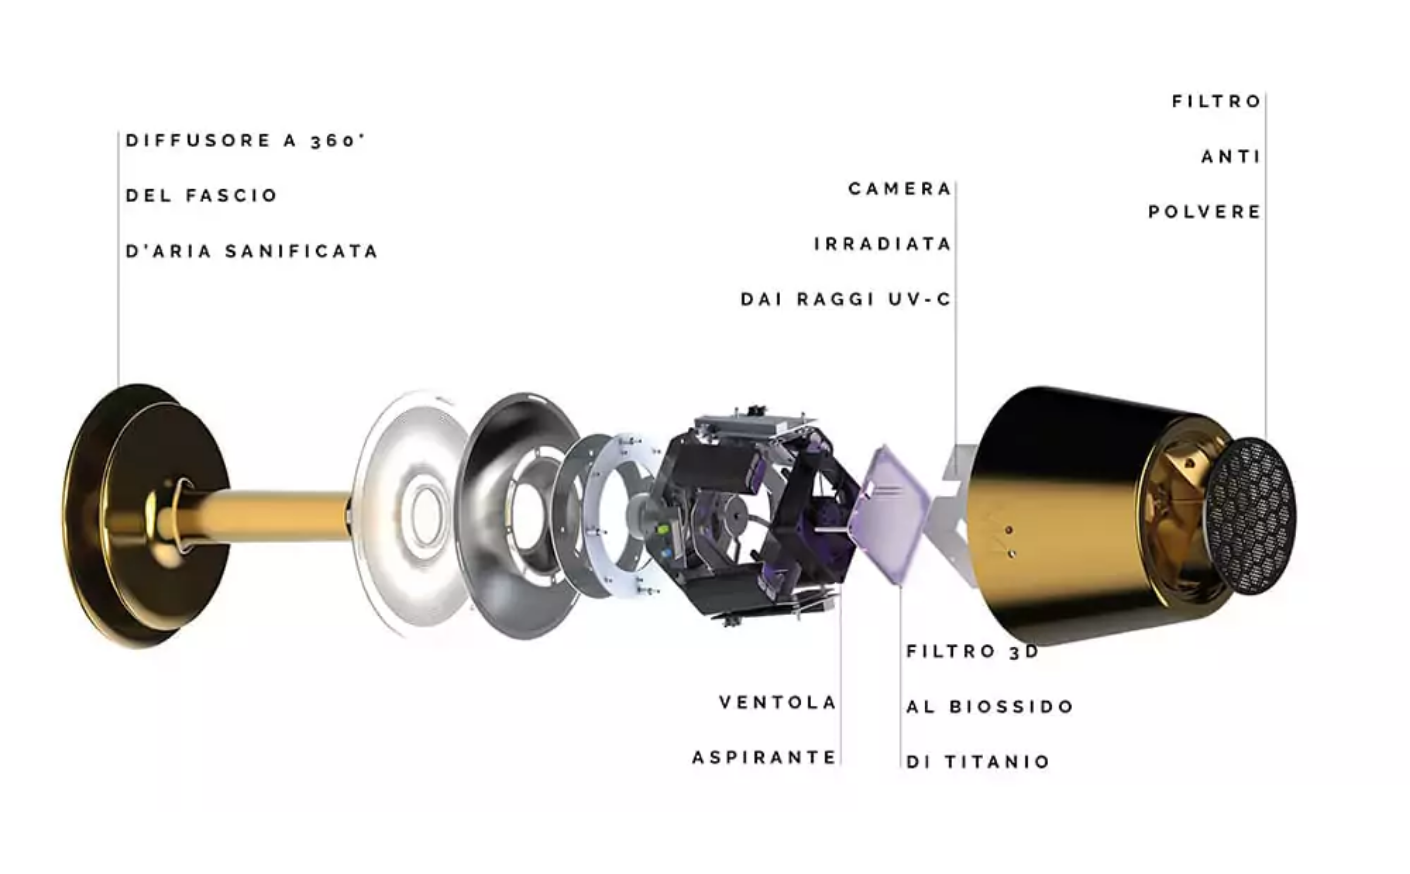 DIFFUSORE A 360°
DEL FASCIO
D'ARIA SANIFICATA
CAMERA
IRRADIATA
DAI RAGGI UV-C
FILTRO
ANTI
POLVERE
VENTOLA
ASPIRANTE
FILTRO 3D
AL BIOSSIDO
DI TITANIO